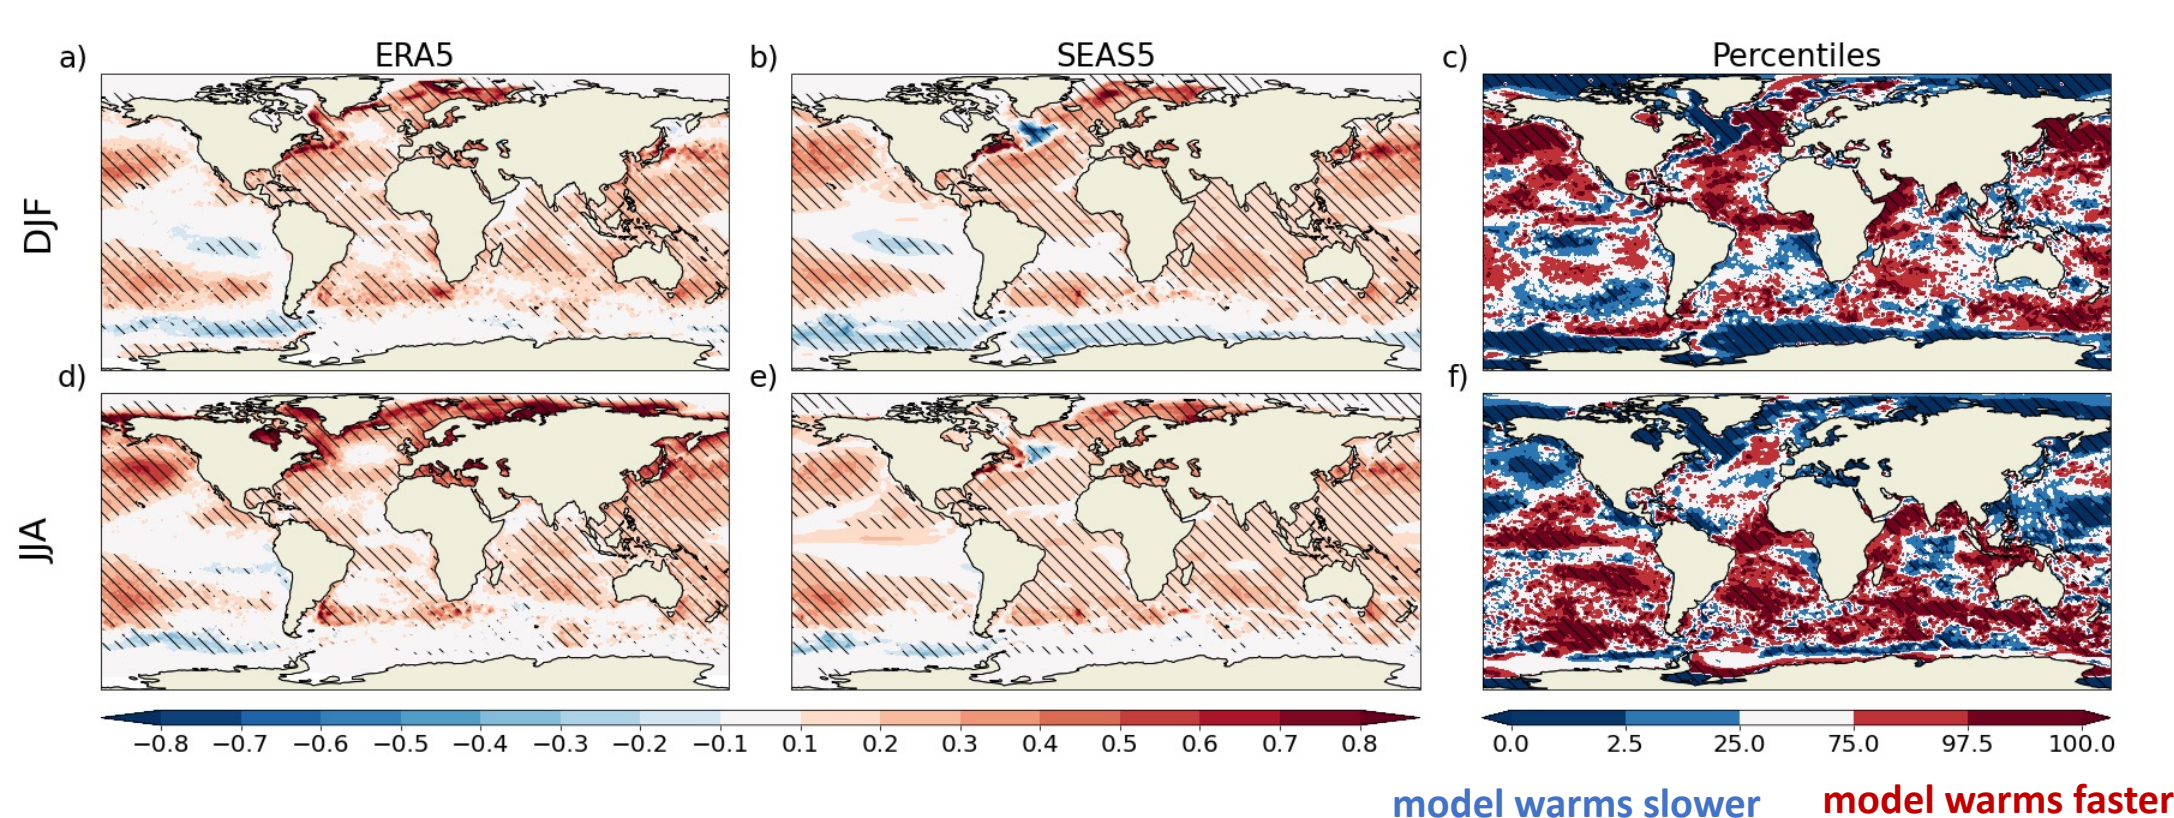 a) ERA5 b) SEAS5 c) Percentiles
DJF
d) e) f)
JJA
−0.8 −0.7 −0.6 −0.5 −0.4 −0.3 −0.2 −0.1 0.1 0.2 0.3 0.4 0.5 0.6 0.7 0.8 0.0 2.5 25.0 75.0 97.5 100.0
model warms slower model warms faster